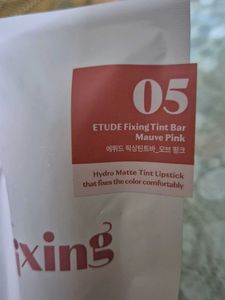 05
ETUDE Fixing Tint Bar
Mauve Pink
에뛰드 픽싱틴트바_모브 핑크
Hydro Matte Tint Lipstick
that fixes the color comfortably
ixing